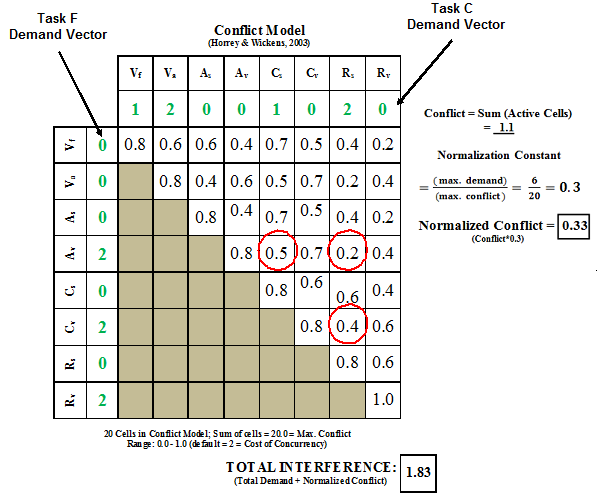 Task F
Demand Vector
Task C
Demand Vector
Conflict Model
(Horrey & Wickens, 2003)
Vf Va As Av Cs Cv Rs Rv
1 2 0 0 1 0 2 0
Vf 0 0.8 0.6 0.6 0.4 0.7 0.5 0.4 0.2
Va 0 0.8 0.4 0.6 0.5 0.7 0.2 0.4
As 0 0.8 0.4 0.7 0.5 0.4 0.2
Av 2 0.8 0.5 0.7 0.2 0.4
Cs 0 0.8 0.6 0.6 0.4
Cv 2 0.8 0.4 0.6
Rs 0 0.8 0.6
Rv 2 1.0
Conflict = Sum (Active Cells)
= 1.1
Normalization Constant
= (max. demand) / (max. conflict) = 6 / 20 = 0.3
Normalized Conflict = 0.33
(Conflict*0.3)
20 Cells in Conflict Model; Sum of cells = 20.0 = Max. Conflict
Range: 0.0 - 1.0 (default = 2 = Cost of Concurrency)
TOTAL INTERFERENCE: 1.83
(Total Demand + Normalized Conflict)